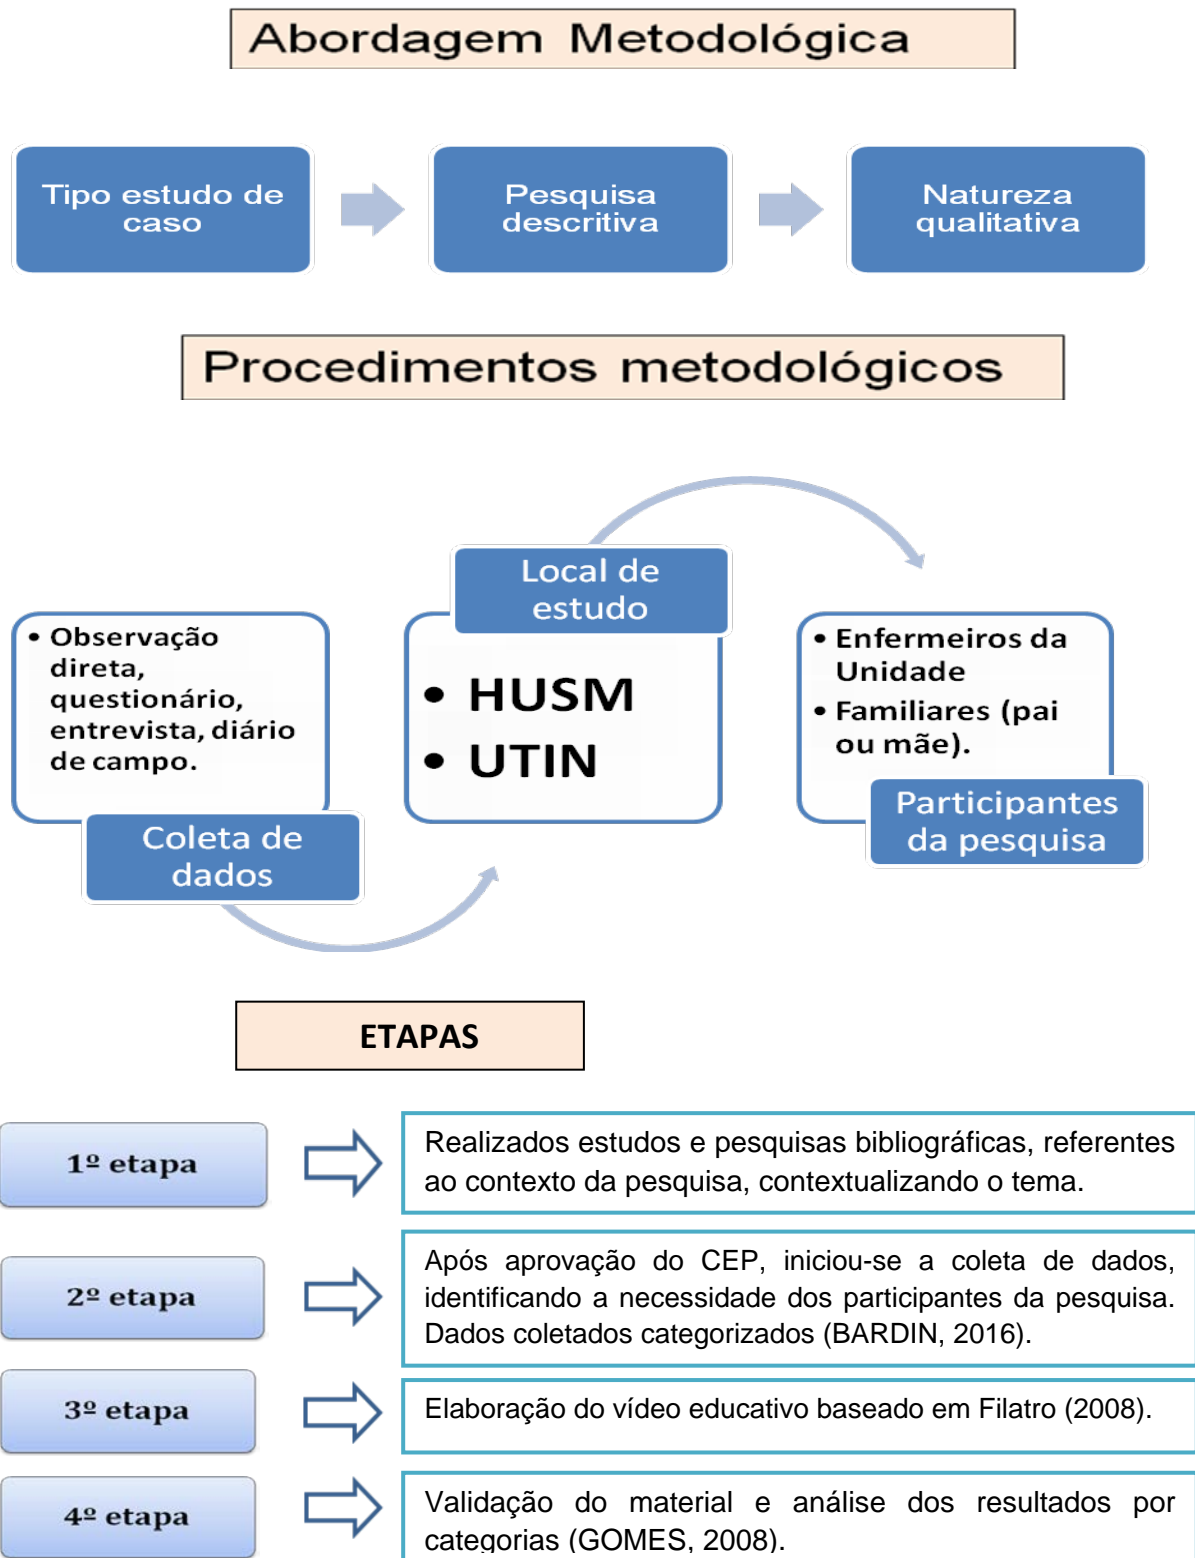 Abordagem Metodológica
Tipo estudo de
caso
Pesquisa
descritiva
Natureza
qualitativa
Procedimentos metodológicos
• Observação
direta,
questionário,
entrevista, diário
de campo.
Coleta de
dados
Local de
estudo
• HUSM
• UTIN
• Enfermeiros da
Unidade
• Familiares (pai
ou mãe).
Participantes
da pesquisa
ETAPAS
1º etapa
Realizados estudos e pesquisas bibliográficas, referentes
ao contexto da pesquisa, contextualizando o tema.
2º etapa
Após aprovação do CEP, iniciou-se a coleta de dados,
identificando a necessidade dos participantes da pesquisa.
Dados coletados categorizados (BARDIN, 2016).
3º etapa
Elaboração do vídeo educativo baseado em Filatro (2008).
4º etapa
Validação do material e análise dos resultados por
categorias (GOMES, 2008).